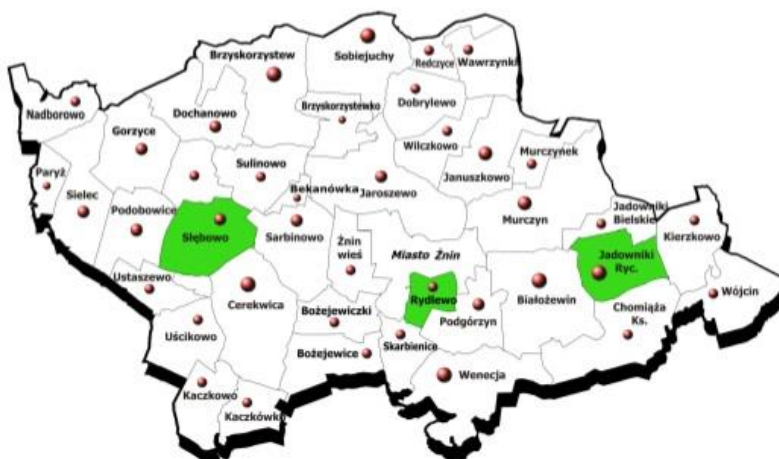 Sobiejuchy
Brzyskorzystew
Redczyce
Wawrzynki
Nadborowo
Dochanowo
Brzyskorzystewko
Dobrylewo
Gorzyce
Wilczkowo
Murczynek
Paryż
Sielec
Sulinowo
Januszkowo
Bekanówka
Jaroszewo
Podobowice
Słębowo
Sarbinowo
Murczyn
Jadowniki
Bielskie
Kierzkowo
Żnin
wieś
Miasto Żnin
Jadowniki
Ryc.
Ustaszewo
Cerekwica
Rydlewo
Białożewin
Wójcin
Bożejewiczki
Podgórzyn
Chomiąża
Ks.
Uścikowo
Skarbienice
Bożejewice
Wenecja
Kaczkowo
Kaczkówko